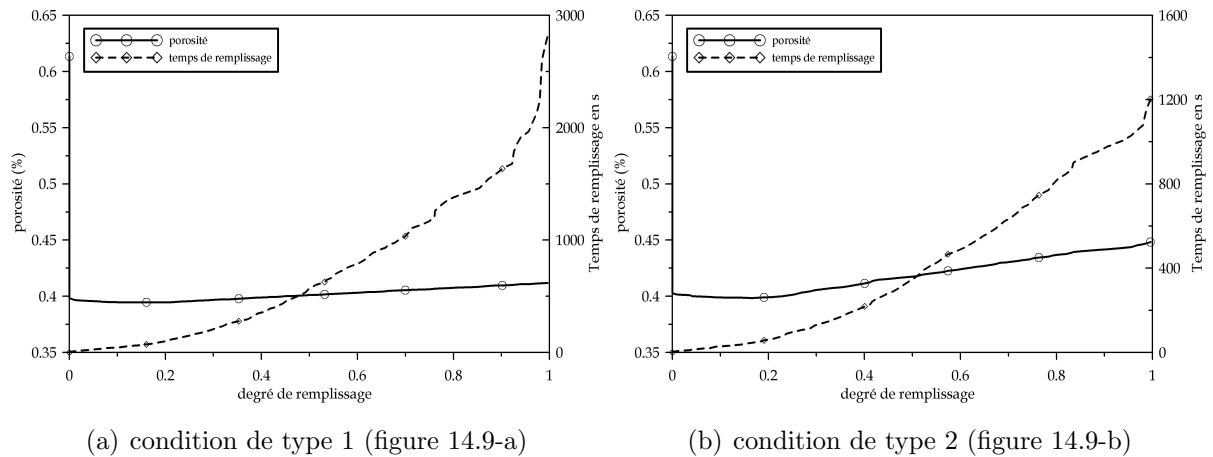 0.65
0.6
0.55
0.5
0.45
0.4
0.35
porosité (%)
porosité
temps de remplissage
3000
2000
1000
0
Temps de remplissage en s
0
0.2
0.4
0.6
0.8
1
degré de remplissage
(a) condition de type 1 (figure 14.9-a)
0.65
0.6
0.55
0.5
0.45
0.4
0.35
porosité (%)
porosité
temps de remplissage
1600
1200
800
400
0
Temps de remplissage en s
0
0.2
0.4
0.6
0.8
1
degré de remplissage
(b) condition de type 2 (figure 14.9-b)